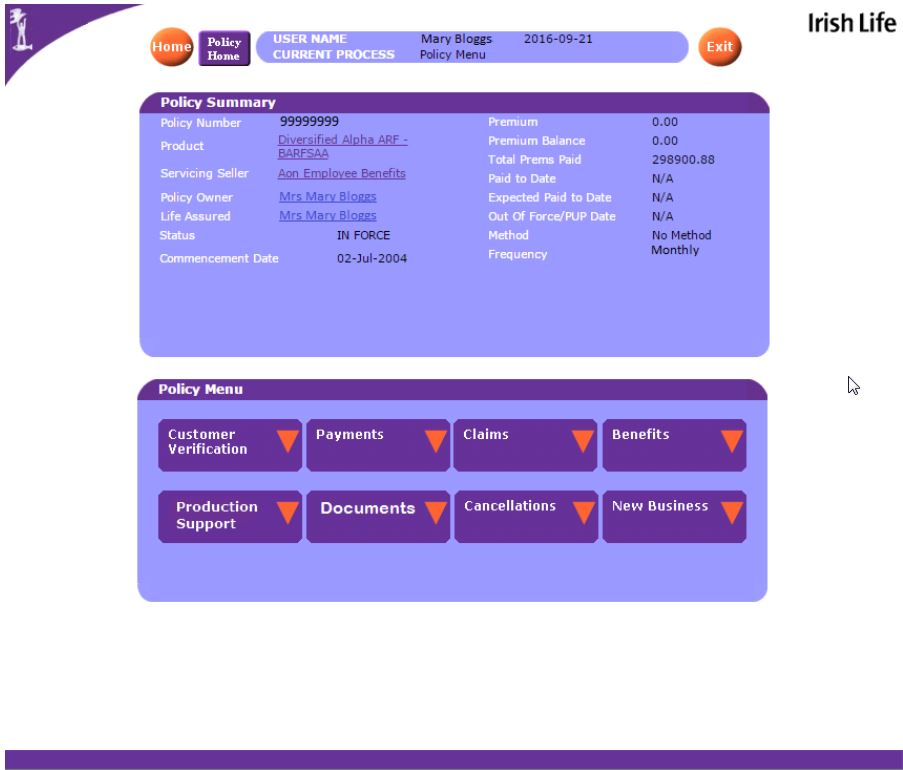 Irish Life
Home
Policy
Home
USER NAME Mary Bloggs 2016-09-21
CURRENT PROCESS Policy Menu
Exit
Policy Summary
Policy Number 99999999
Product Diversified Alpha ARF -
BARFSAA
Servicing Seller Aon Employee Benefits
Policy Owner Mrs Mary Bloggs
Life Assured Mrs Mary Bloggs
Status IN FORCE
Commencement Date 02-Jul-2004
Premium 0.00
Premium Balance 0.00
Total Prems Paid 298900.88
Paid to Date N/A
Expected Paid to Date N/A
Out Of Force/PUP Date N/A
Method No Method
Frequency Monthly
Policy Menu
Customer
Verification
Payments
Claims
Benefits
Production
Support
Documents
Cancellations
New Business